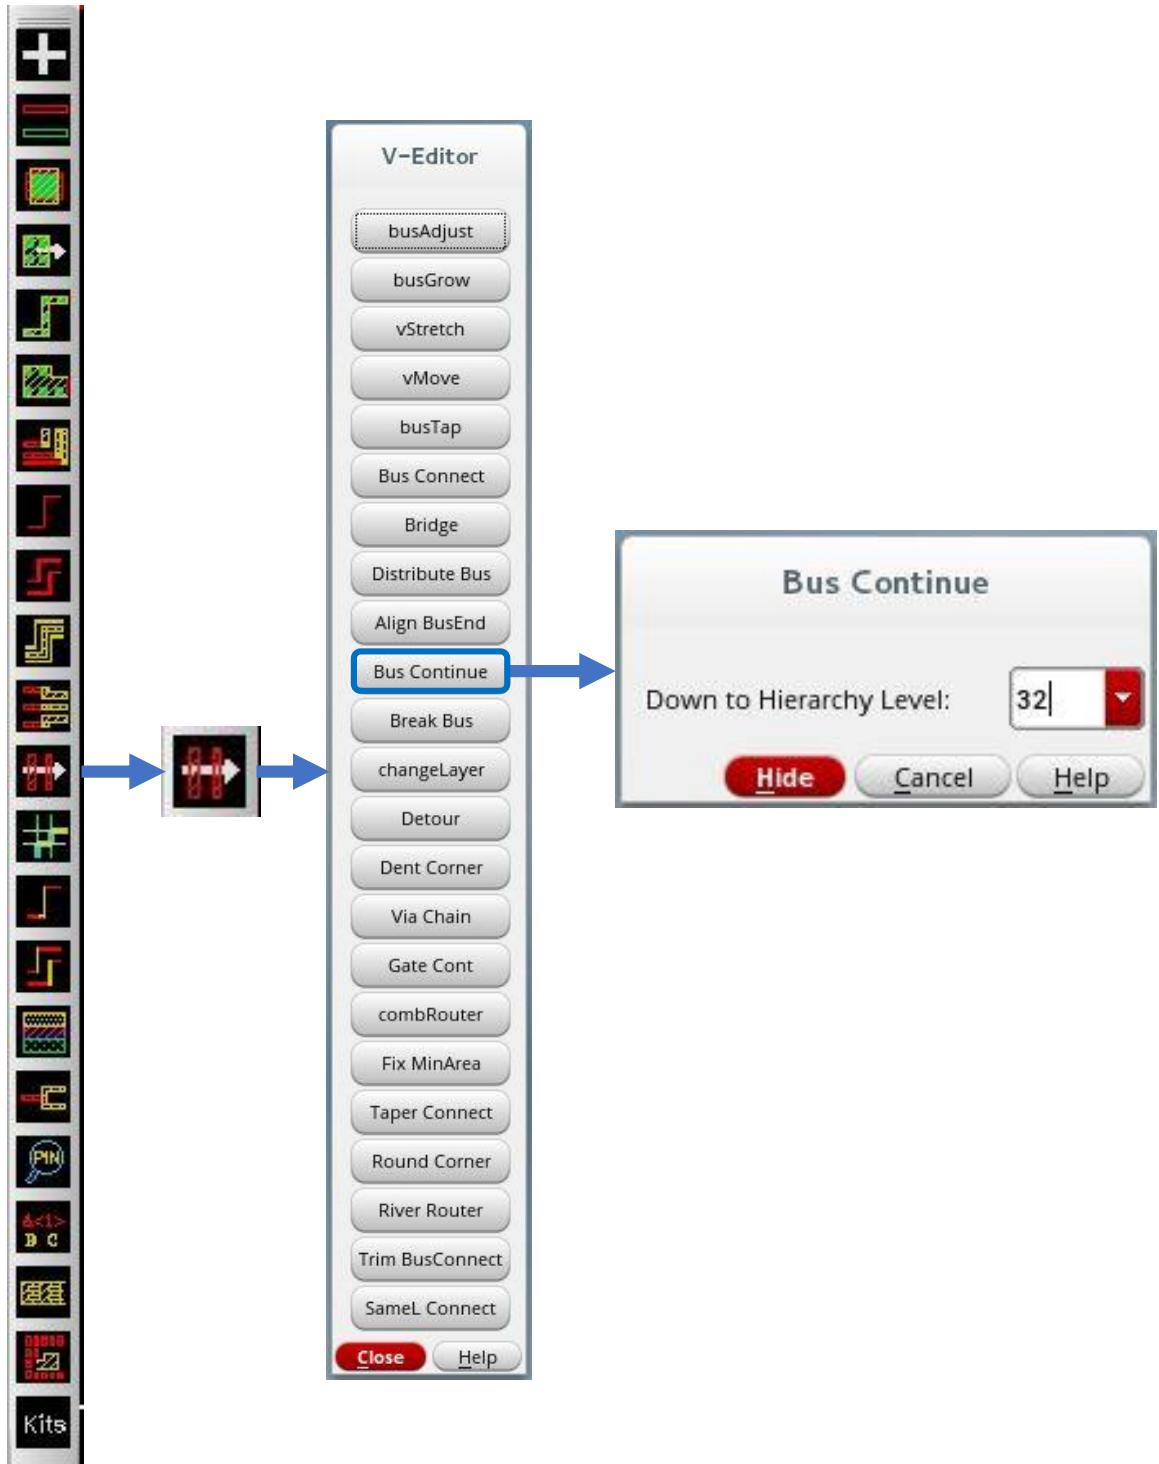 PIN
&<1>
B C
Kits
V-Editor
busAdjust
busGrow
vStretch
vMove
busTap
Bus Connect
Bridge
Distribute Bus
Align BusEnd
Bus Continue
Break Bus
changeLayer
Detour
Dent Corner
Via Chain
Gate Cont
combRouter
Fix MinArea
Taper Connect
Round Corner
River Router
Trim BusConnect
SameL Connect
Close Help
Bus Continue
Down to Hierarchy Level: 32
Hide Cancel Help